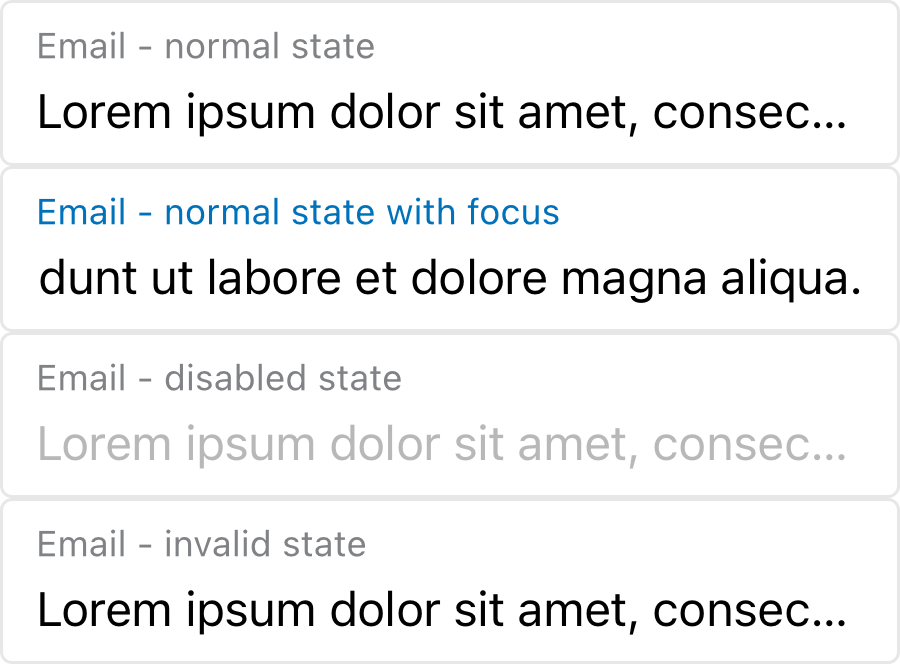 Email - normal state
Lorem ipsum dolor sit amet, consec...
Email - normal state with focus
dunt ut labore et dolore magna aliqua.
Email - disabled state
Lorem ipsum dolor sit amet, consec...
Email - invalid state
Lorem ipsum dolor sit amet, consec...